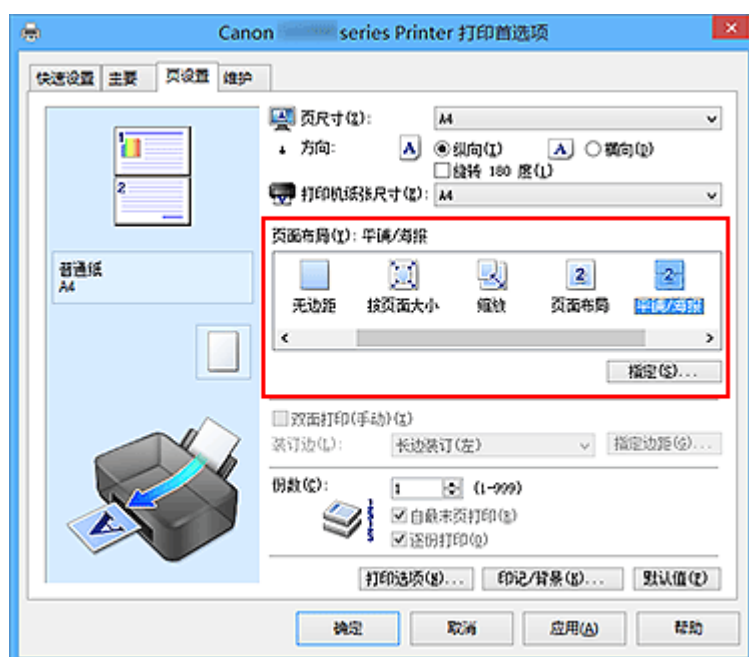 Canon series Printer 打印首选项
快速设置 主要 页设置 维护
页尺寸(Z): A4
方向: A 纵向(I) A 横向(D)
旋转 180 度(L)
打印机纸张尺寸(E): A4
页面布局(Y): 平铺/海报
无边距 按页面大小 缩放 页面布局 平铺/海报
指定(S)...
普通纸
A4
双面打印(手动)(X)
装订边(L): 长边装订(左) 指定边距(G)...
份数(C): 1 (1-999)
自最末页打印(R)
逐份打印(O)
打印选项(N)... 印记/背景(K)... 默认值(F)
确定 取消 应用(A) 帮助